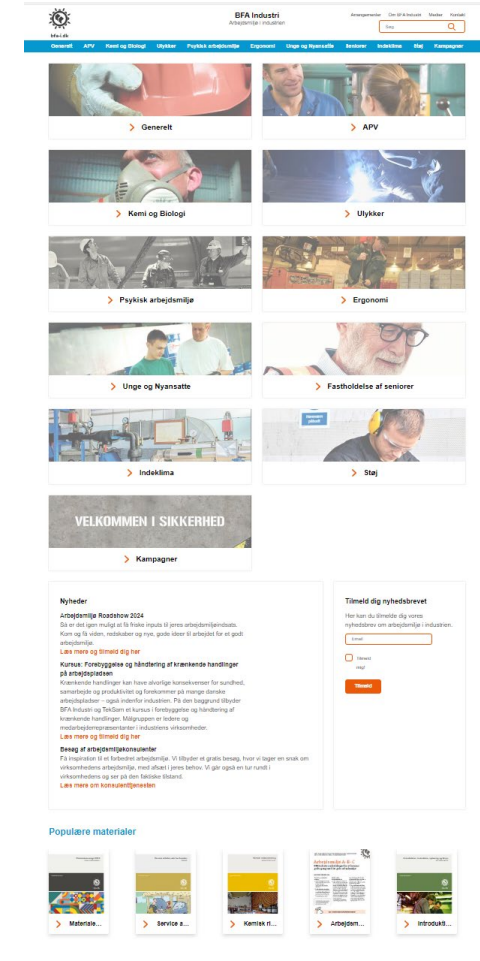 BFA Industri
Arbejdsmiljø i industrien
Arrangementer Om BFA Industri Medier Kontakt
Søg
bfa-i.dk
Generelt APV Kemi og Biologi Ulykker Psykisk arbejdsmiljø Ergonomi Unge og Nyansatte Seniorer Indeklima Støj Kampagner
Generelt
APV
Kemi og Biologi
Ulykker
Psykisk arbejdsmiljø
Ergonomi
Unge og Nyansatte
Fastholdelse af seniorer
Indeklima
Støj
VELKOMMEN I SIKKERHED
Kampagner
Nyheder
Arbejdsmiljø Roadshow 2024
Så er det igen muligt at få friske inputs til jeres arbejdsmiljøindsats.
Kom og få viden, redskaber og nye, gode ideer til arbejdet for et godt
arbejdsmiljø.
Læs mere og tilmeld dig her
Kursus: Forebyggelse og håndtering af krænkende handlinger
på arbejdspladsen
Krænkende handlinger kan have alvorlige konsekvenser for sundhed,
samarbejde og produktivitet og forekommer på mange danske
arbejdspladser – også indenfor industrien. På den baggrund tilbyder
BFA Industri og TekSam et kursus i forebyggelse og håndtering af
krænkende handlinger. Målgruppen er ledere og
medarbejderrepræsentanter i industriens virksomheder.
Læs mere og tilmeld dig her
Besøg af arbejdsmiljøkonsulenter
Få inspiration til et forbedret arbejdsmiljø. Vi tilbyder et gratis besøg, hvor vi tager en snak om
virksomhedens arbejdsmiljø, med afsæt i jeres behov. Vi går også en tur rundt i
virksomhedens og ser på den faktiske tilstand.
Læs mere om konsulenttjenesten
Tilmeld dig nyhedsbrevet
Her kan du tilmelde dig vores
nyhedsbrev om arbejdsmiljø i industrien.
Email
Tilmeld
Populære materialer
Materiale...
Service a...
Kemisk ri...
Arbejdsmiljø A-Å
Arbejdsm...
Introdukti...